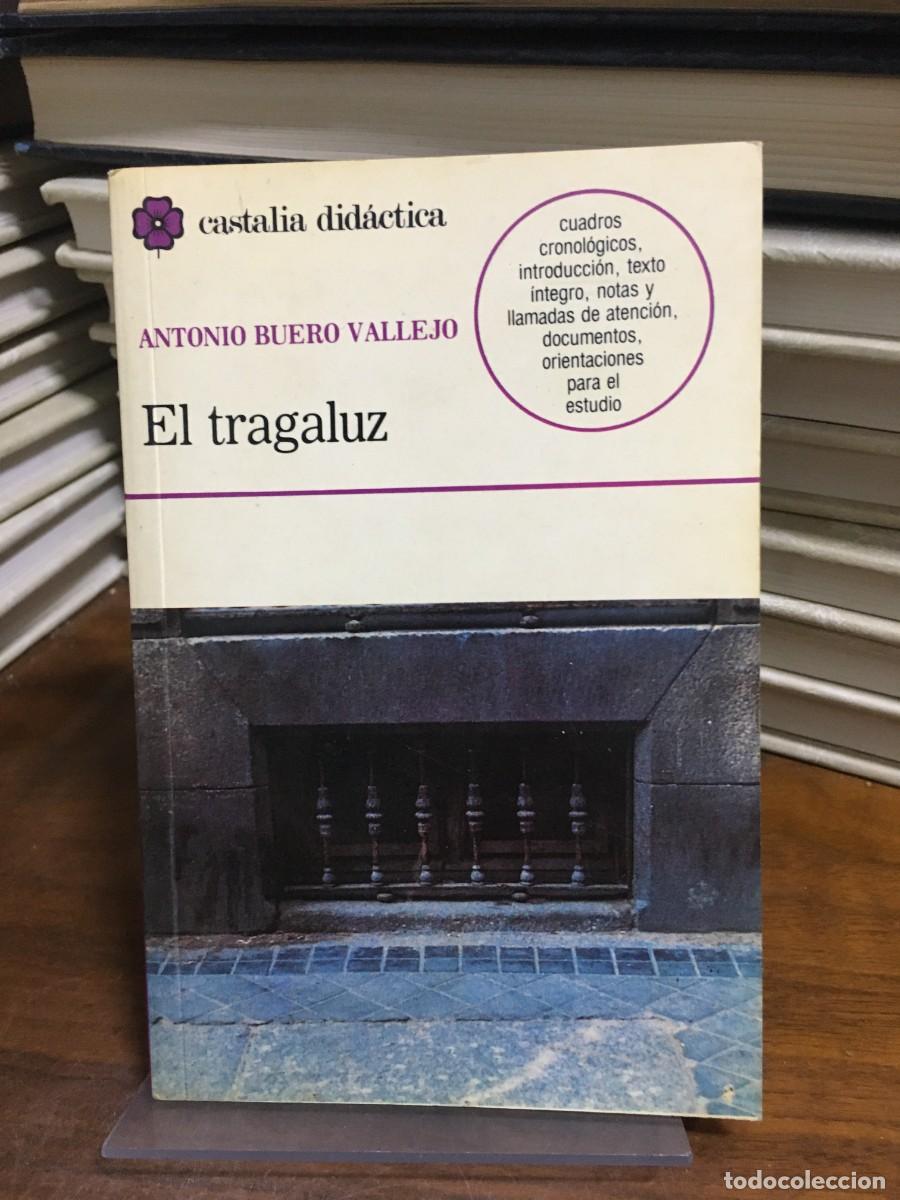 castalia didáctica
ANTONIO BUERO VALLEJO
El tragaluz
cuadros
cronológicos,
introducción, texto
íntegro, notas y
llamadas de atención,
documentos,
orientaciones
para el
estudio
todocoleccion